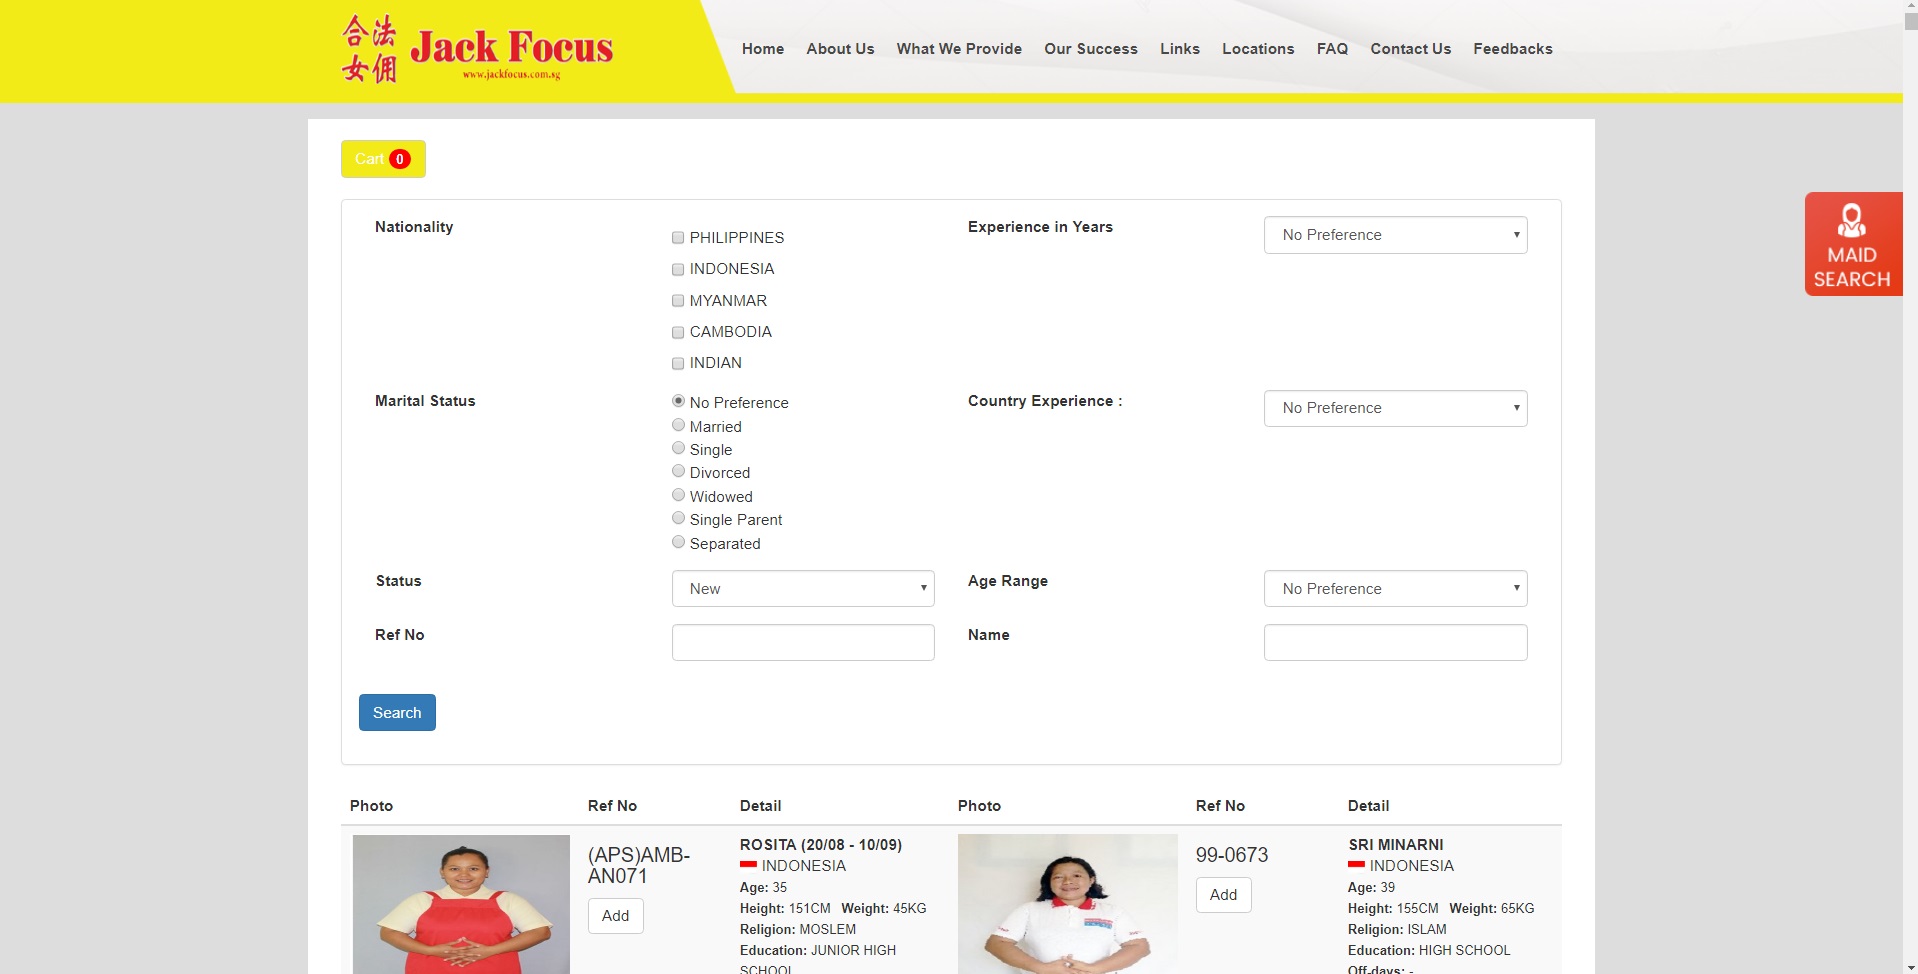 合法
女佣
Jack Focus
www.jackfocus.com.sg
Home About Us What We Provide Our Success Links Locations FAQ Contact Us Feedbacks
Cart 0
MAID
SEARCH
Nationality
PHILIPPINES
INDONESIA
MYANMAR
CAMBODIA
INDIAN
Experience in Years
No Preference
Marital Status
No Preference
Married
Single
Divorced
Widowed
Single Parent
Separated
Country Experience :
No Preference
Status
New
Age Range
No Preference
Ref No
Name
Search
Photo Ref No Detail Photo Ref No Detail
(APS)AMB-
AN071
Add
ROSITA (20/08 - 10/09)
INDONESIA
Age: 35
Height: 151CM Weight: 45KG
Religion: MOSLEM
Education: JUNIOR HIGH
SCHOOL
99-0673
Add
SRI MINARNI
INDONESIA
Age: 39
Height: 155CM Weight: 65KG
Religion: ISLAM
Education: HIGH SCHOOL
Off-days: -